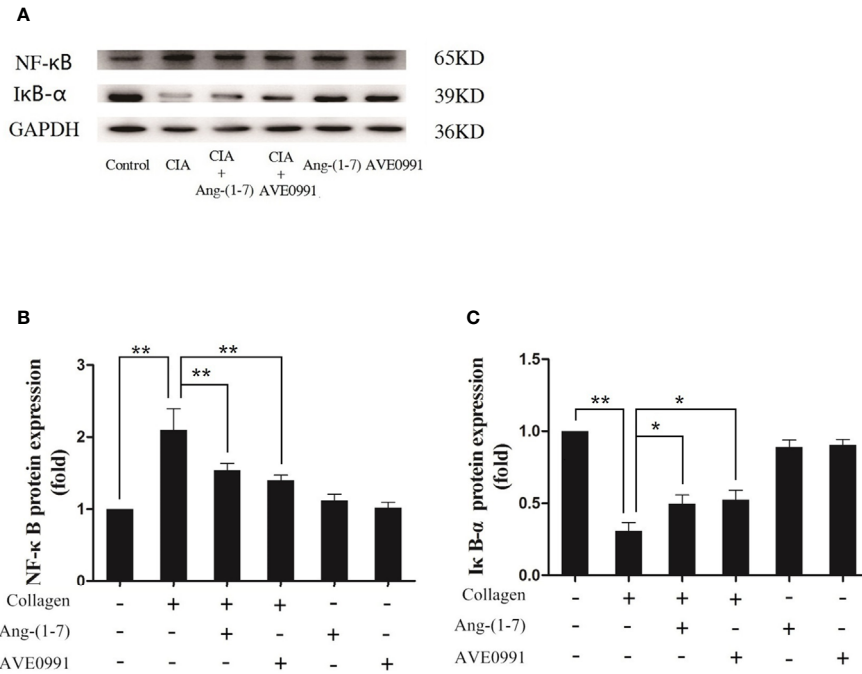 A
NF-κB 65KD
IκB-α 39KD
GAPDH 36KD
Control CIA CIA + Ang-(1-7) CIA + AVE0991 Ang-(1-7) AVE0991
B
NF-κ B protein expression
(fold)
3
2
1
0
** ** **
Collagen - + + + - -
Ang-(1-7) - - + - + -
AVE0991 - - - + - +
C
Iκ B-α protein expression
(fold)
1.5
1.0
0.5
0.0
** * *
Collagen - + + + - -
Ang-(1-7) - - + - + -
AVE0991 - - - + - +